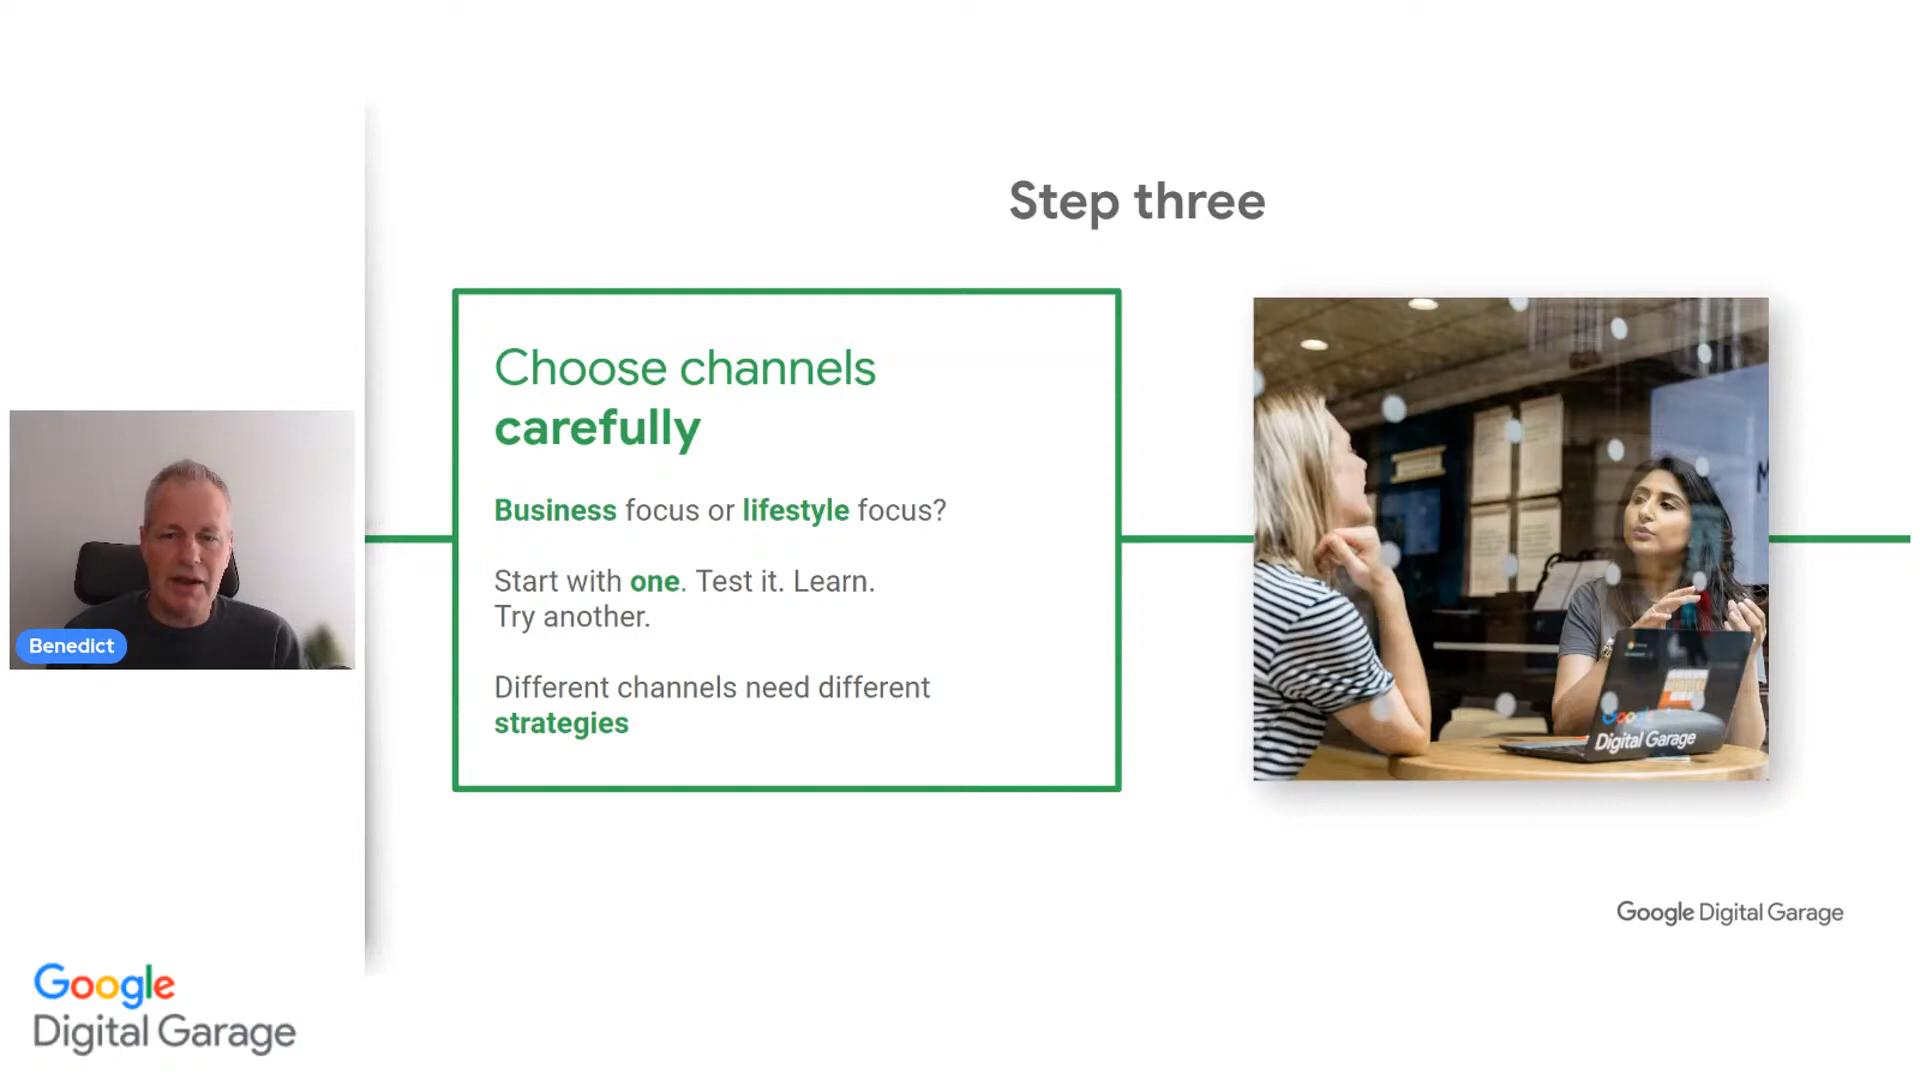 Step three
Choose channels
carefully
Business focus or lifestyle focus?
Start with one. Test it. Learn.
Try another.
Different channels need different
strategies
Benedict
Google
Digital Garage
Google Digital Garage
Google
Digital Garage